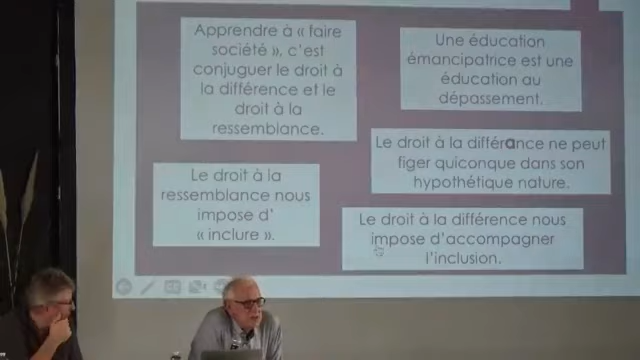 Apprendre à « faire
société », c'est
conjuguer le droit à
la différence et le
droit à la
ressemblance.
Une éducation
émancipatrice est une
éducation au
dépassement.
Le droit à la différance ne peut
figer quiconque dans son
hypothétique nature.
Le droit à la
ressemblance nous
impose d'
« inclure ».
Le droit à la différence nous
impose d'accompagner
l'inclusion.